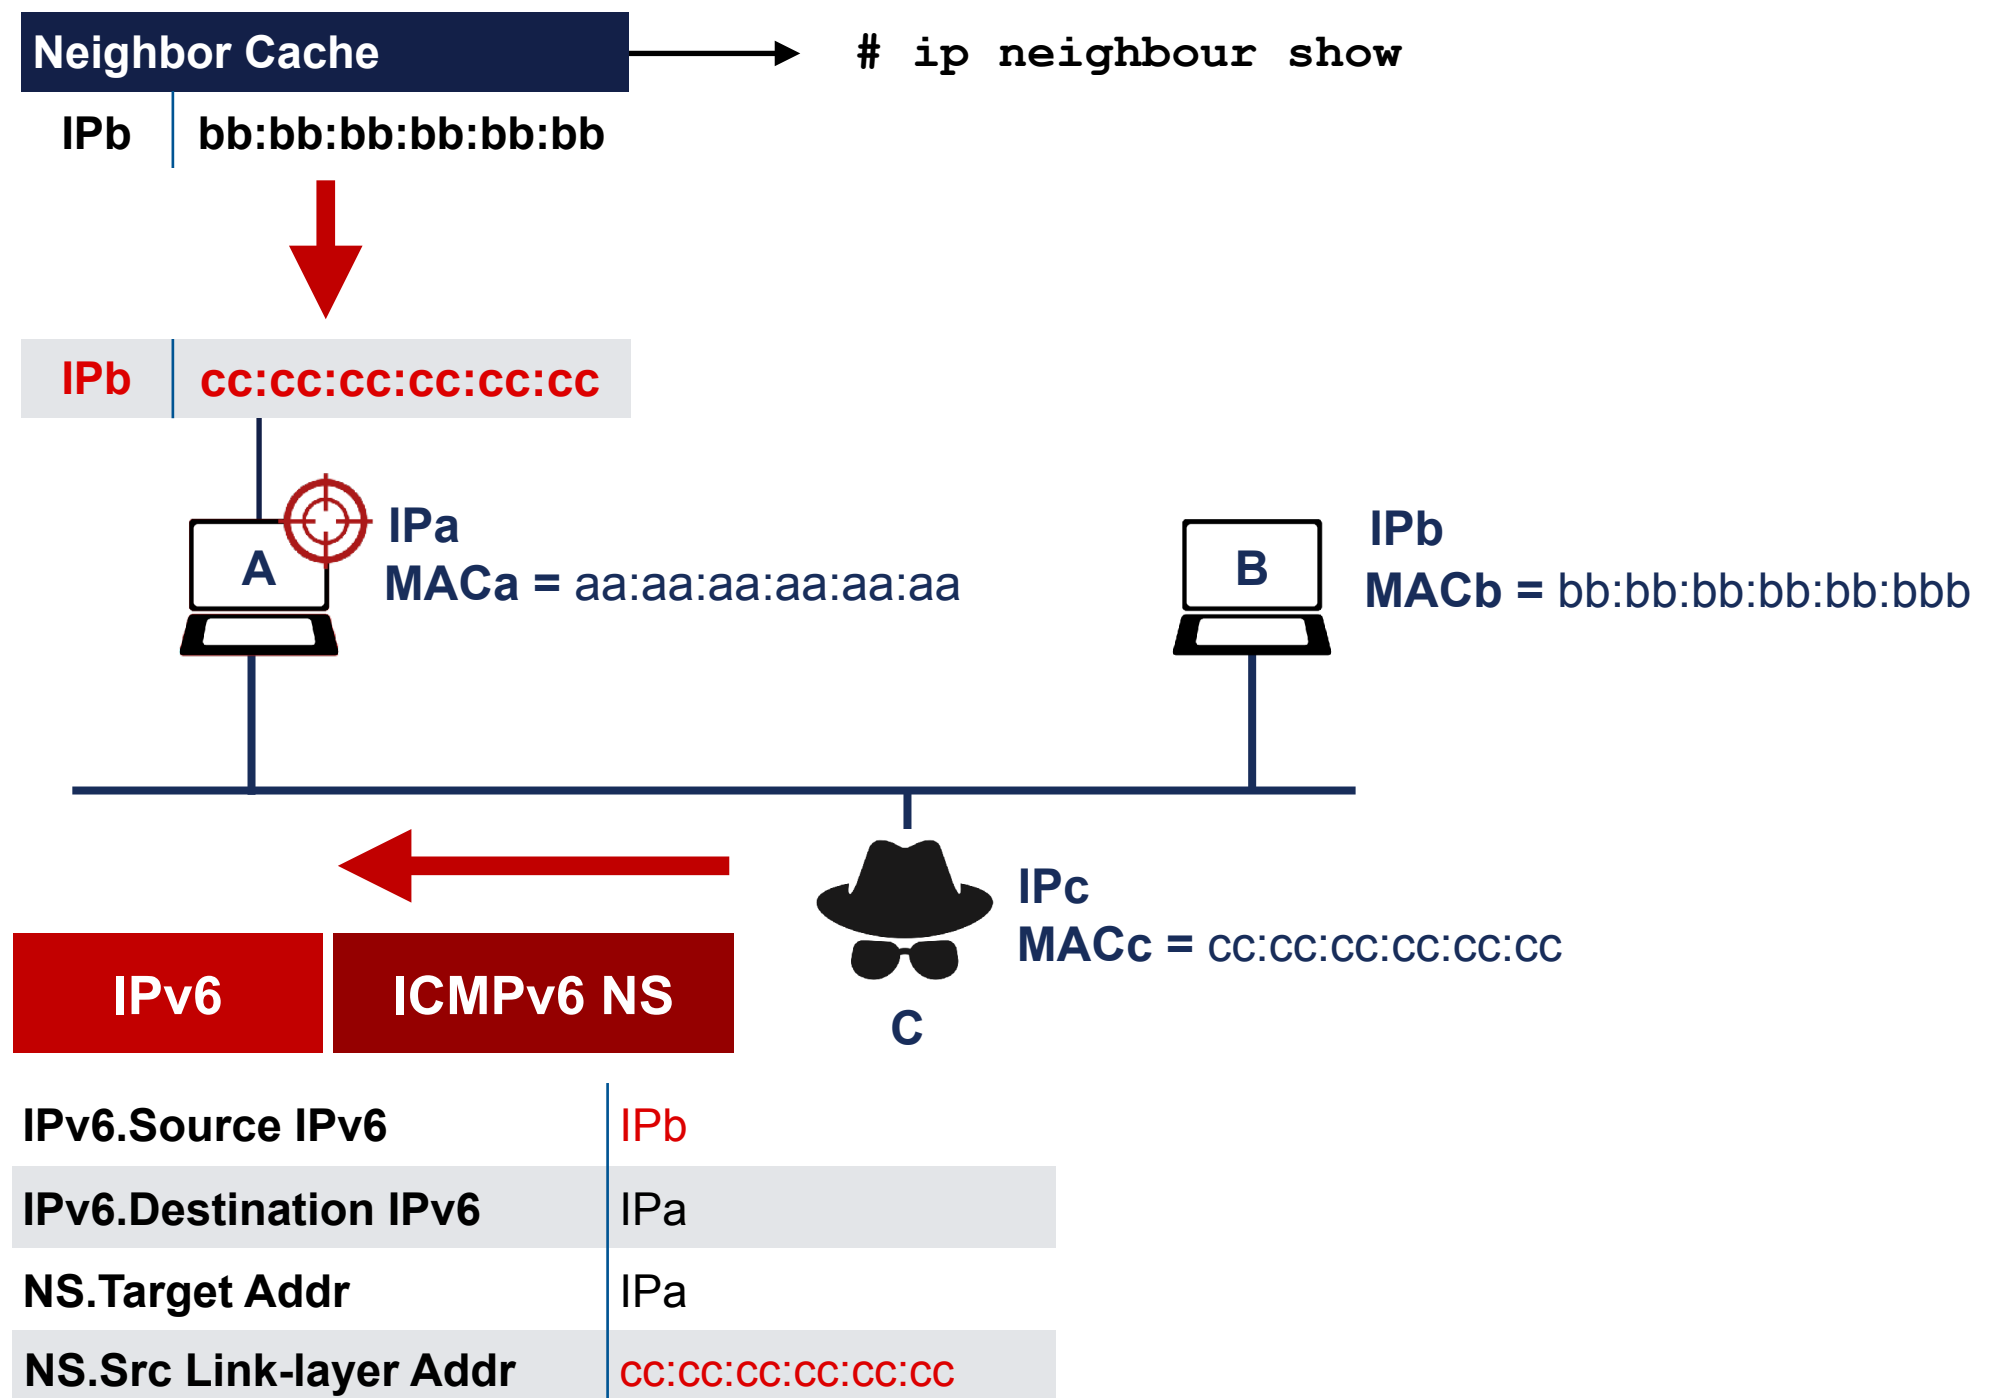 Neighbor Cache
# ip neighbour show
IPb bb:bb:bb:bb:bb:bb
IPb cc:cc:cc:cc:cc:cc
A
IPa
MACa = aa:aa:aa:aa:aa:aa
B
IPb
MACb = bb:bb:bb:bb:bb:bbb
IPc
MACc = cc:cc:cc:cc:cc:cc
C
IPv6 ICMPv6 NS
IPv6.Source IPv6 IPb
IPv6.Destination IPv6 IPa
NS.Target Addr IPa
NS.Src Link-layer Addr cc:cc:cc:cc:cc:cc